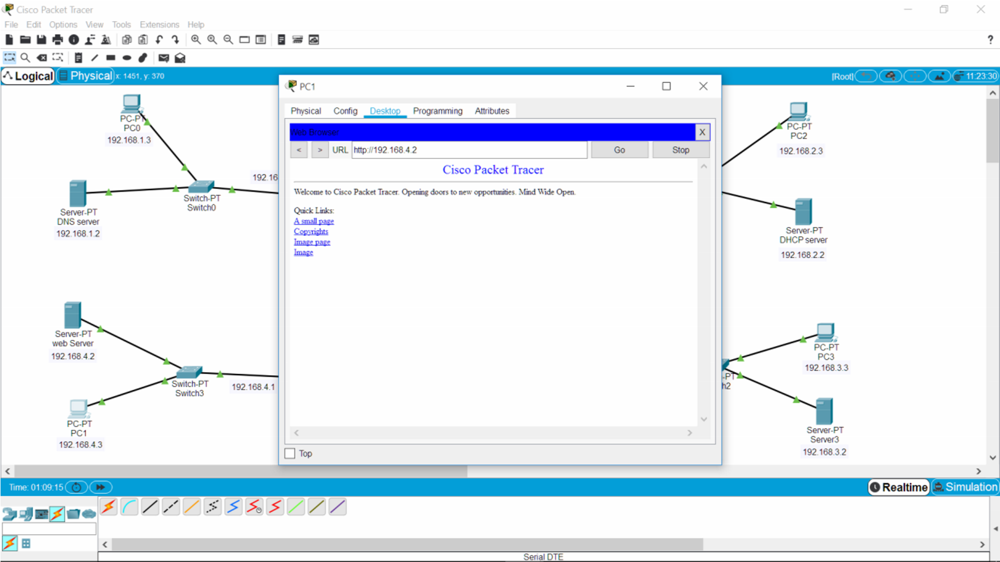 Cisco Packet Tracer
File Edit Options View Tools Extensions Help
?
Logical Physical x: 1451, y: 370
[Root] 11:23:30
PC-PT
PC0
192.168.1.3
Server-PT
DNS server
192.168.1.2
Switch-PT
Switch0
192.16
Server-PT
web Server
192.168.4.2
Switch-PT
Switch3
192.168.4.1
PC-PT
PC1
192.168.4.3
PC1
Physical Config Desktop Programming Attributes
Web Browser X
< > URL http://192.168.4.2 Go Stop
Cisco Packet Tracer
Welcome to Cisco Packet Tracer. Opening doors to new opportunities. Mind Wide Open.
Quick Links:
A small page
Copyrights
Image page
Image
Top
PC-PT
PC2
192.168.2.3
Server-PT
DHCP server
192.168.2.2
-PT
h2
PC-PT
PC3
192.168.3.3
Server-PT
Server3
192.168.3.2
Time: 01:09:15
Realtime Simulation
Serial DTE